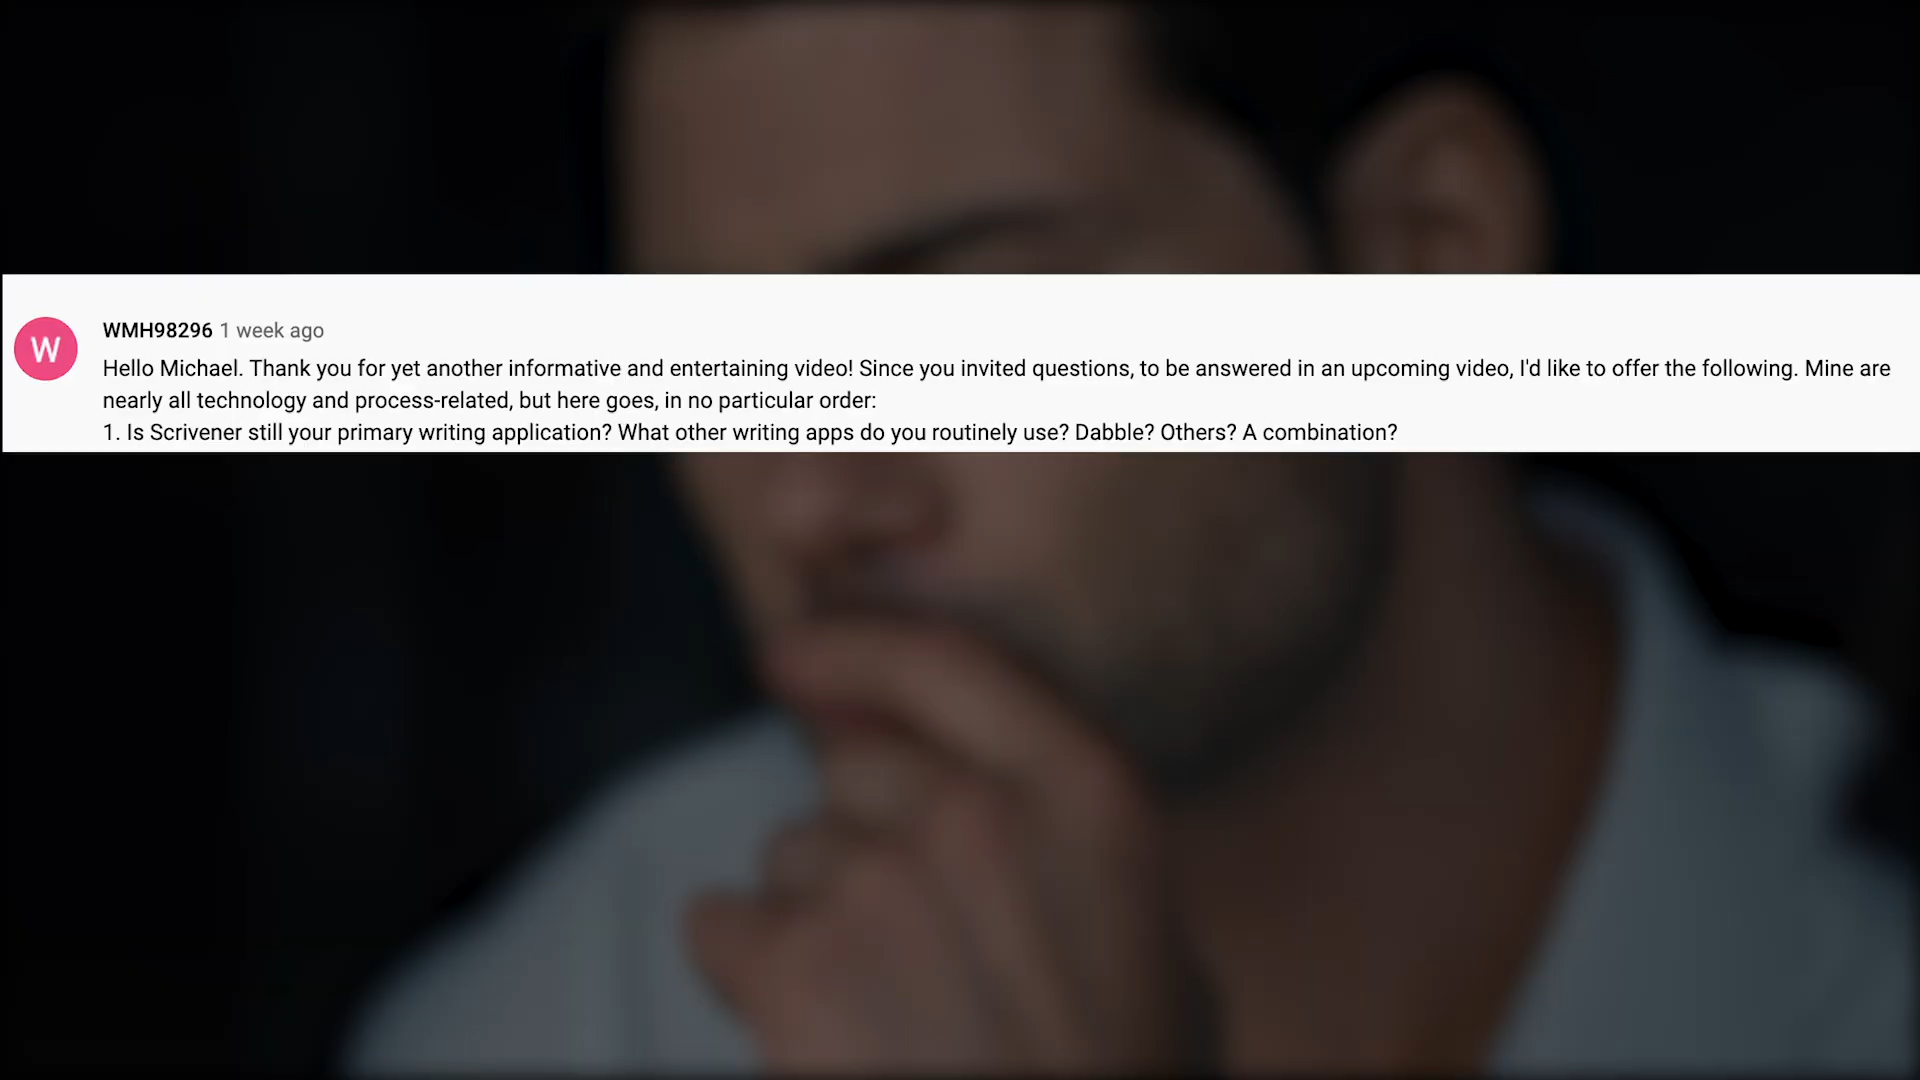 W
WMH98296 1 week ago
Hello Michael. Thank you for yet another informative and entertaining video! Since you invited questions, to be answered in an upcoming video, I'd like to offer the following. Mine are
nearly all technology and process-related, but here goes, in no particular order:
1. Is Scrivener still your primary writing application? What other writing apps do you routinely use? Dabble? Others? A combination?